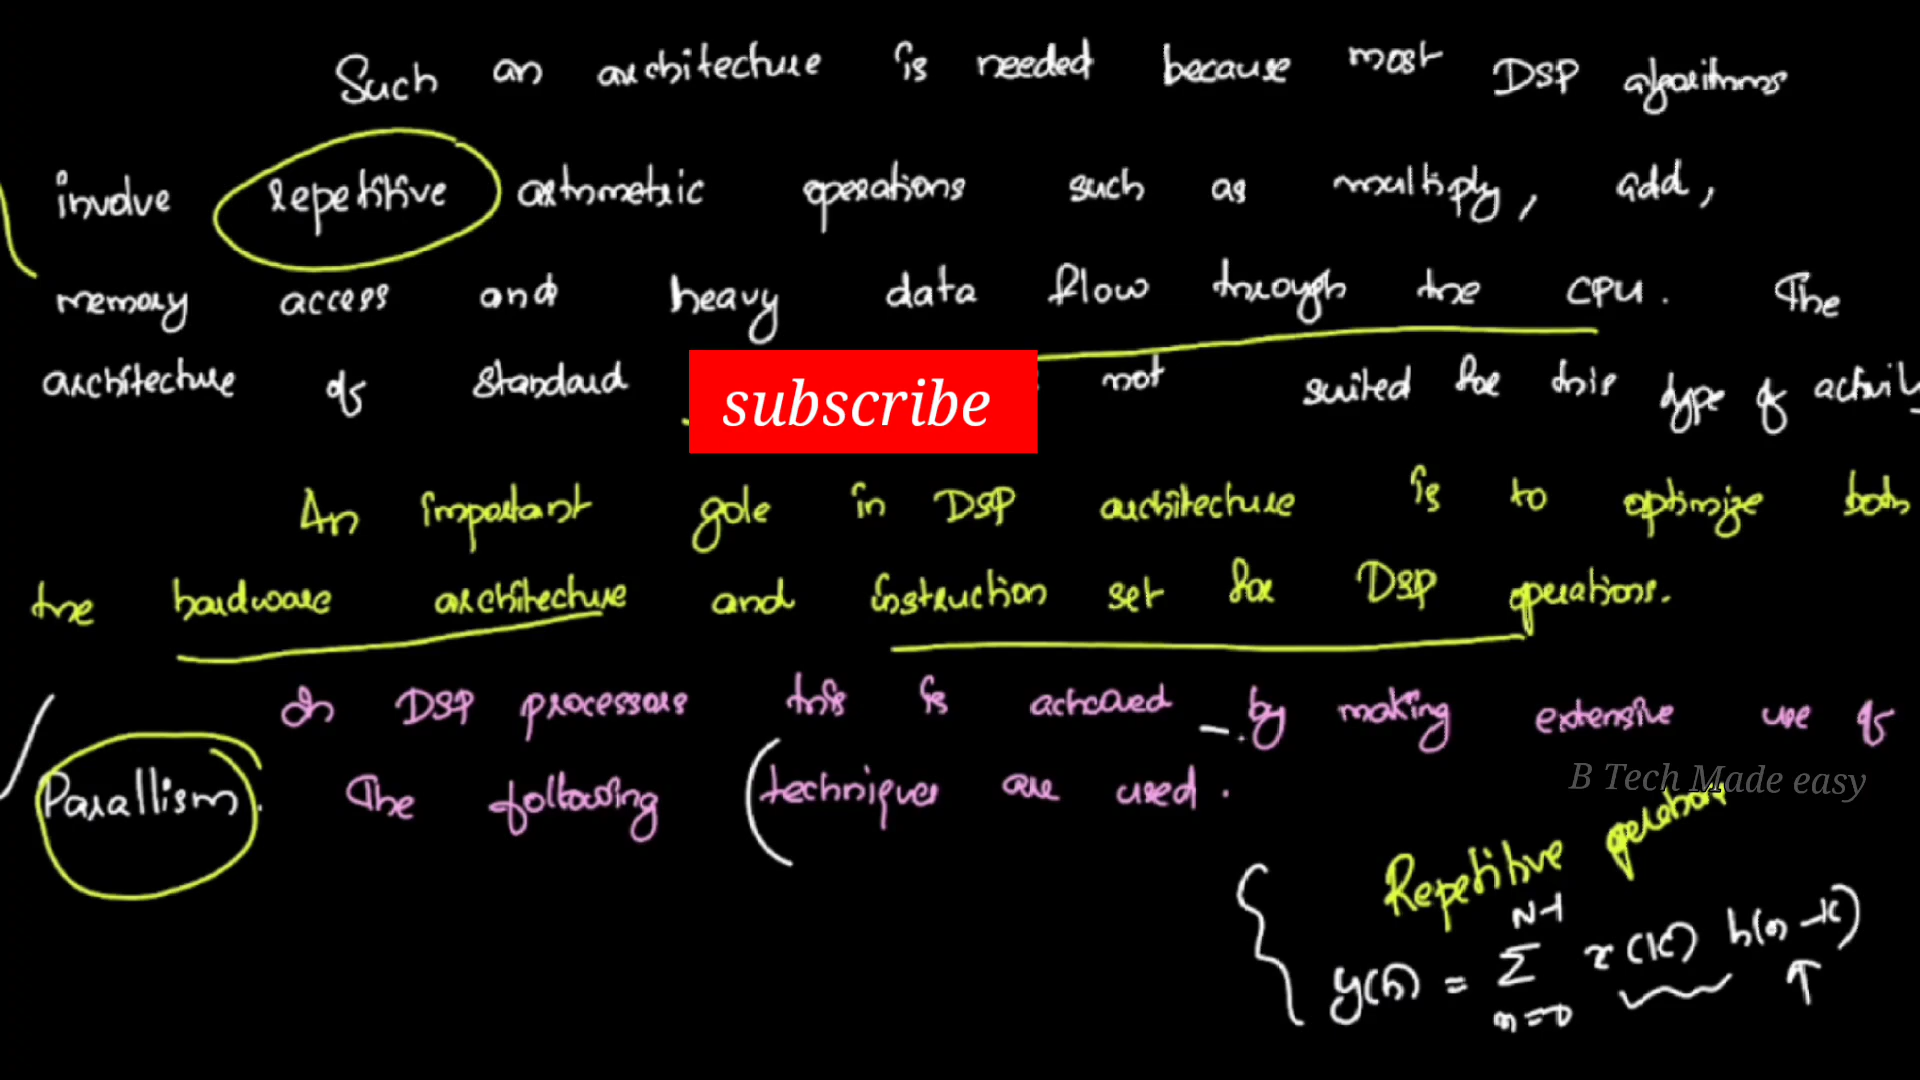 Such an architecture is needed because most DSP algorithms
involve repetitive arthmetric operations such as multiply, add,
memory access and heavy data flow through the CPU. The
architecture of standard not suited for this type of activity
subscribe
An important gole in DSP architecture is to optimize both
the hardware architecture and instruction set for DSP operations.
In DSP processors this is by making extensive use of
Parallism. The following techniques are used.
B Tech Made easy
Repetitive operations
y(n) = Σ x(k) h(n-k)
N-1
n=0